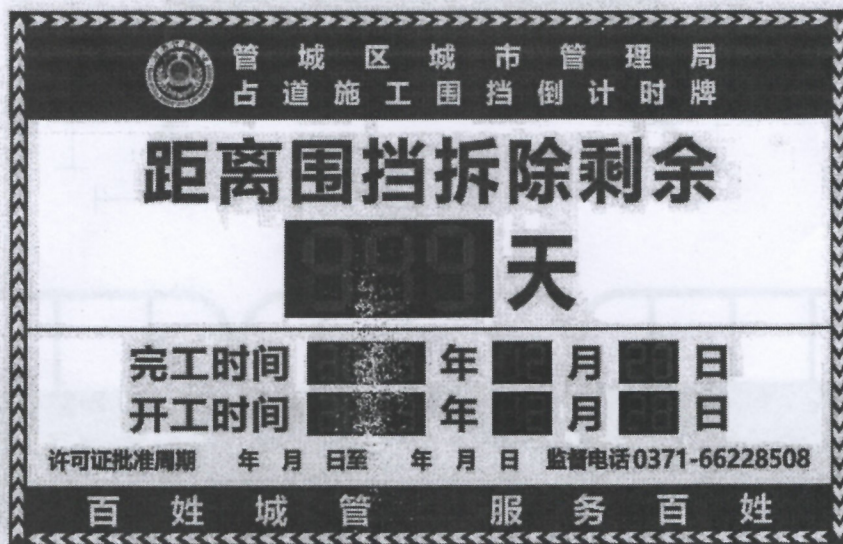 管城区城市管理局
占道施工围挡倒计时牌
距离围挡拆除剩余
天
完工时间 年 月 日
开工时间 年 月 日
许可证批准周期 年 月 日至 年 月 日 监督电话0371-66228508
百姓城管 服务百姓